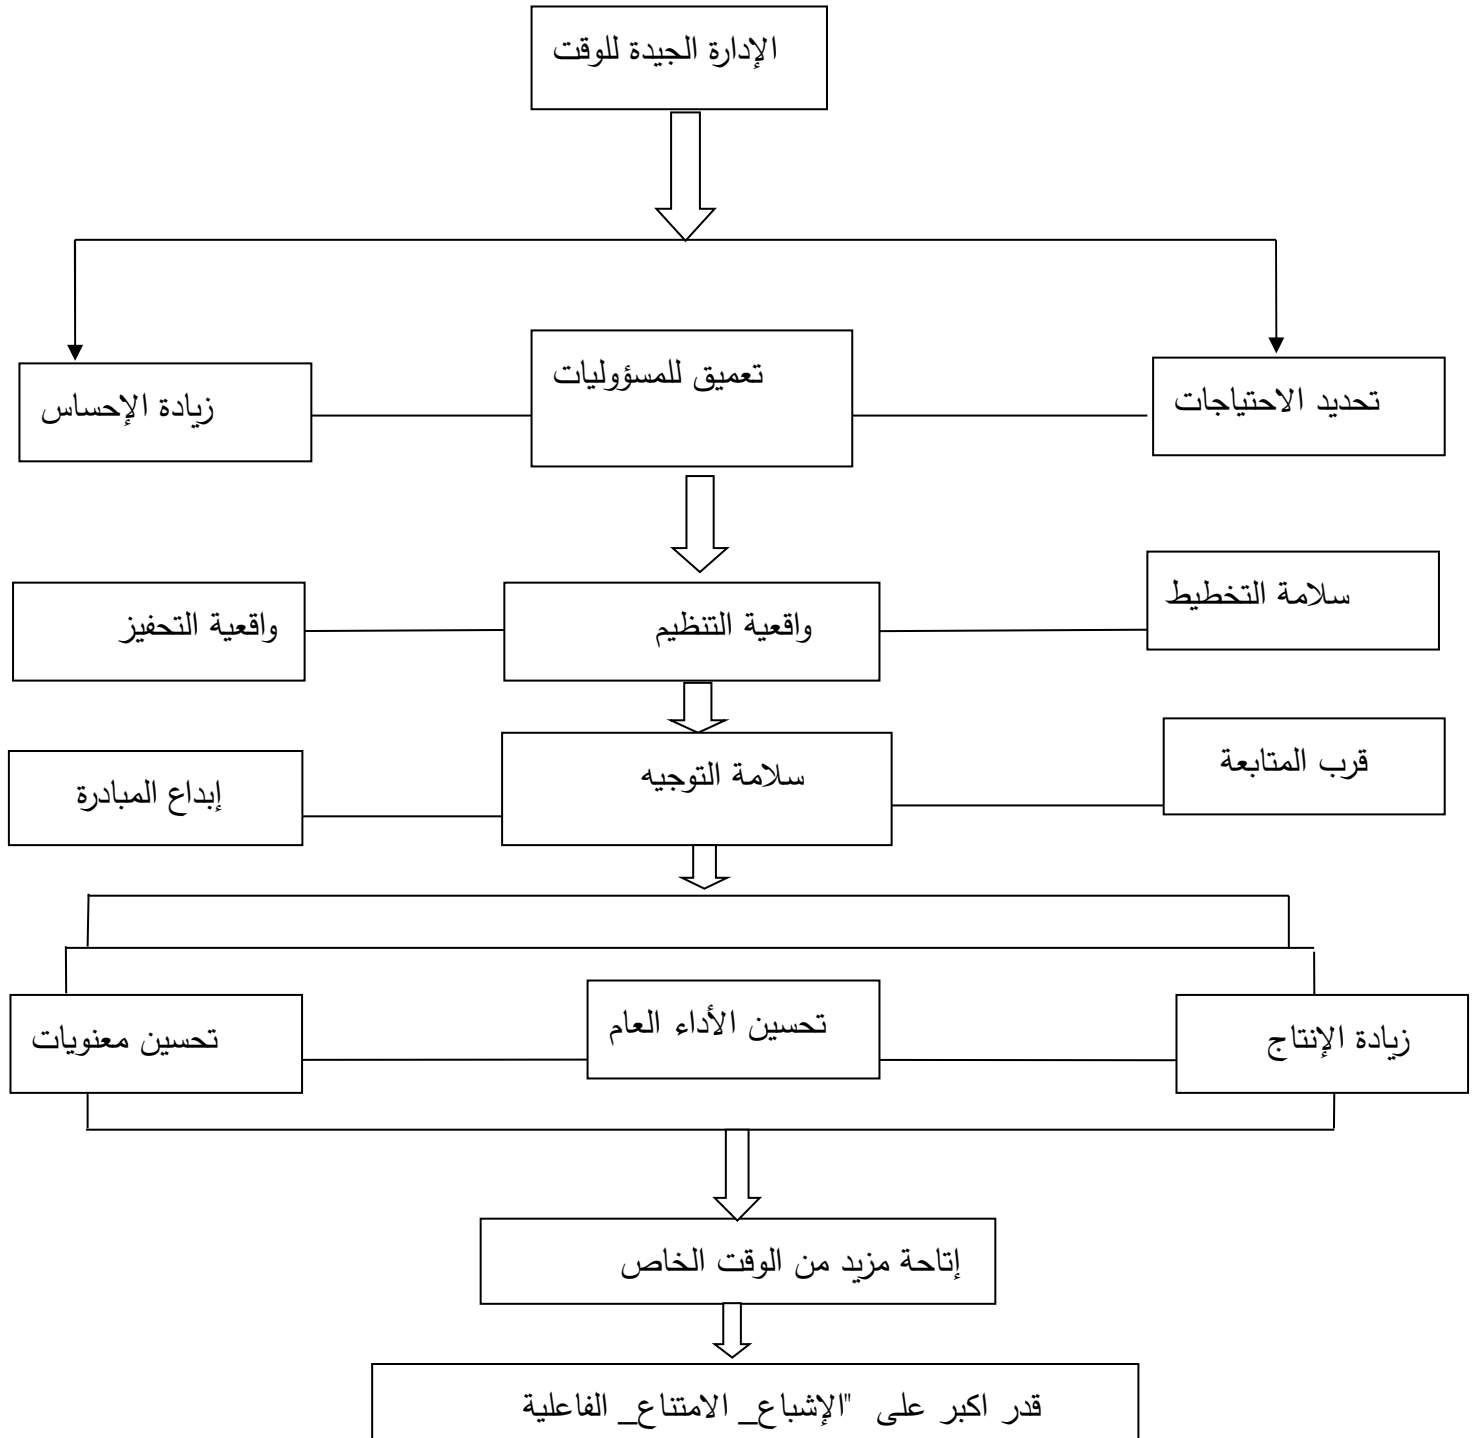 الإدارة الجيدة للوقت
تحديد الاحتياجات
تعميق للمسؤوليات
زيادة الإحساس
سلامة التخطيط
واقعية التنظيم
واقعية التحفيز
قرب المتابعة
سلامة التوجيه
إبداع المبادرة
زيادة الإنتاج
تحسين الأداء العام
تحسين معنويات
إتاحة مزيد من الوقت الخاص
قدر اكبر على "الإشباع_ الامتناع_ الفاعلية